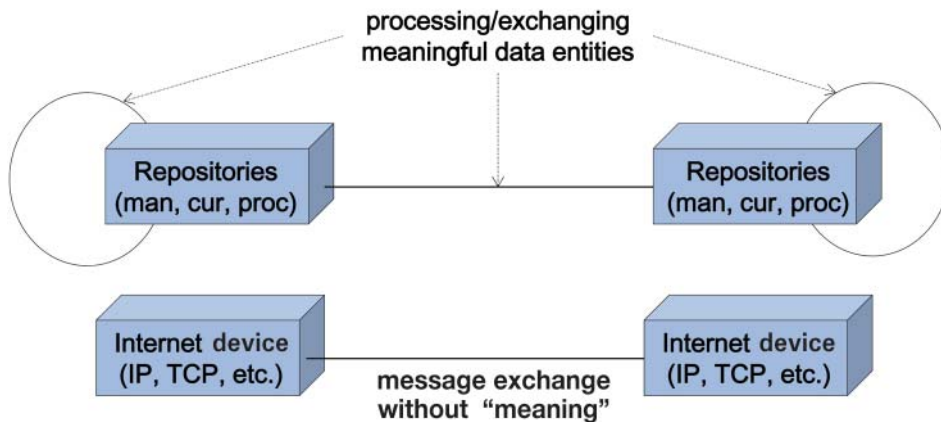 processing/exchanging
meaningful data entities
Repositories
(man, cur, proc)
Repositories
(man, cur, proc)
Internet device
(IP, TCP, etc.)
Internet device
(IP, TCP, etc.)
message exchange
without “meaning”